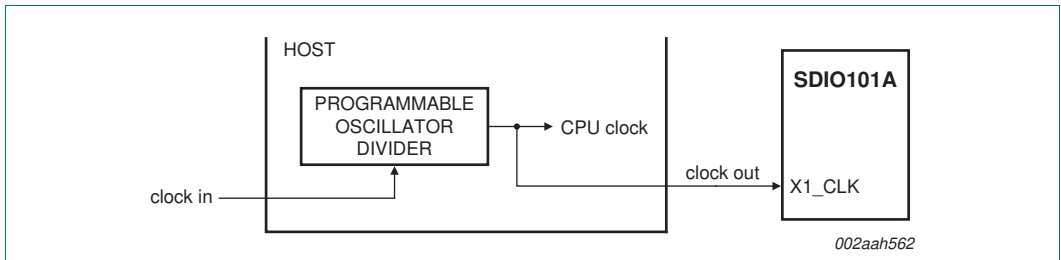 HOST
SDIO101A
PROGRAMMABLE
OSCILLATOR
DIVIDER
CPU clock
clock in
clock out
X1_CLK
002aah562